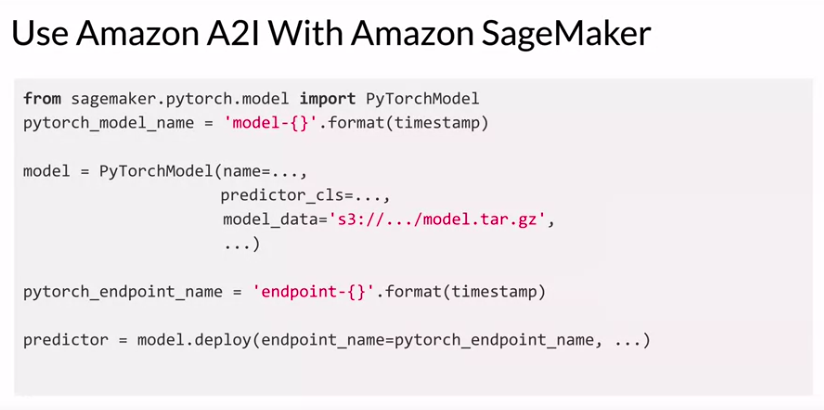 Use Amazon A2I With Amazon SageMaker
from sagemaker.pytorch.model import PyTorchModel
pytorch_model_name = 'model-{}'.format(timestamp)
model = PyTorchModel(name=...,
predictor_cls=...,
model_data='s3://.../model.tar.gz',
...)
pytorch_endpoint_name = 'endpoint-{}'.format(timestamp)
predictor = model.deploy(endpoint_name=pytorch_endpoint_name, ...)